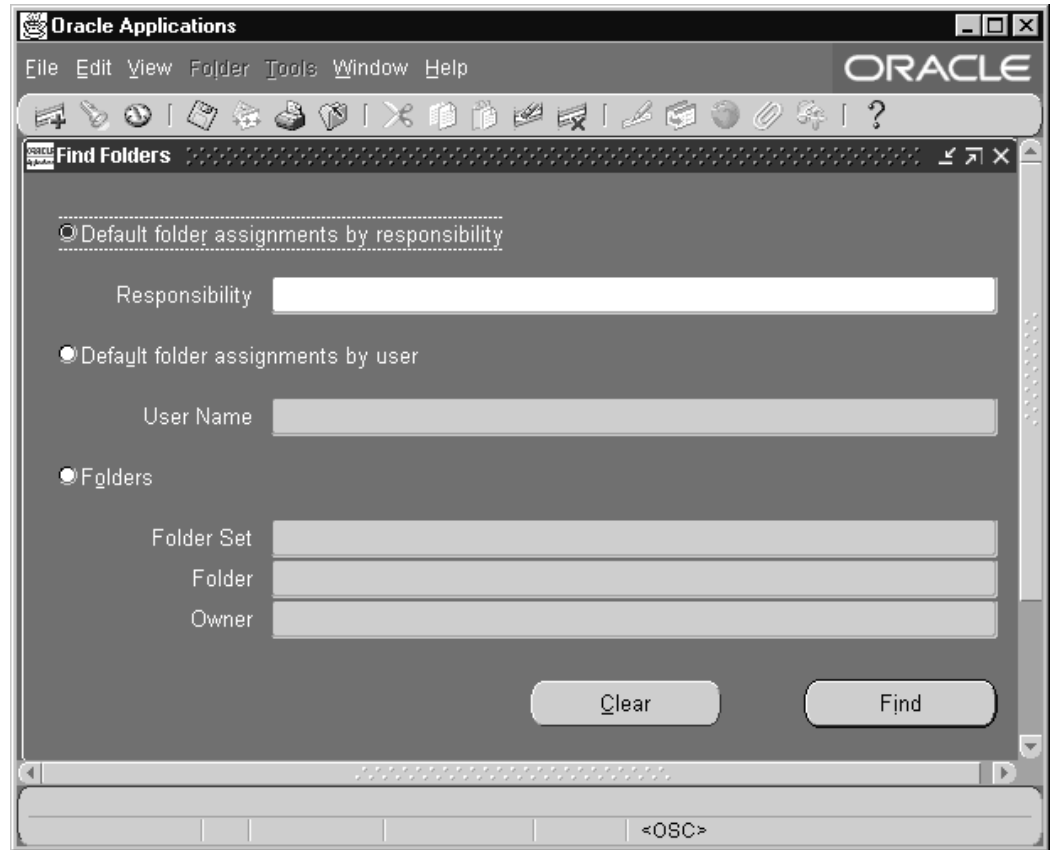 Oracle Applications
File Edit View Folder Tools Window Help
ORACLE
?
Find Folders
Default folder assignments by responsibility
Responsibility
Default folder assignments by user
User Name
Folders
Folder Set
Folder
Owner
Clear
Find
<OSC>